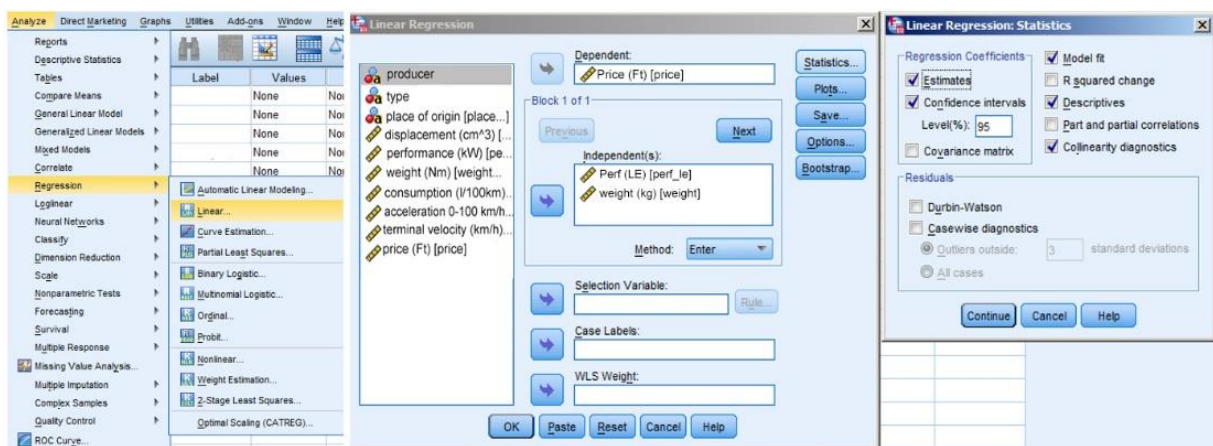 Analyze Direct Marketing Graphs Utilities Add-ons Window Help
Reports
Descriptive Statistics
Tables
Compare Means
General Linear Model
Generalized Linear Models
Mixed Models
Correlate
Regression
Loglinear
Neural Networks
Classify
Dimension Reduction
Scale
Nonparametric Tests
Forecasting
Survival
Multiple Response
Missing Value Analysis...
Multiple Imputation
Complex Samples
Quality Control
ROC Curve...
Label Values
None Nor
None Nor
None Nor
None Nor
None Nor
Automatic Linear Modeling...
Linear...
Curve Estimation...
Partial Least Squares...
Binary Logistic...
Multinomial Logistic...
Ordinal...
Probit...
Nonlinear...
Weight Estimation...
2-Stage Least Squares...
Optimal Scaling (CATREG)...
Linear Regression
producer
type
place of origin [place...]
displacement (cm^3) [...
performance (kW) [pe...
weight (Nm) [weight...
consumption (l/100km)...
acceleration 0-100 km/h...
terminal velocity (km/h)...
price (Ft) [price]
Dependent:
Price (Ft) [price]
Block 1 of 1
Previous Next
Independent(s):
Perf (LE) [perf_le]
weight (kg) [weight]
Method: Enter
Selection Variable:
Rule...
Case Labels:
WLS Weight:
Statistics...
Plots...
Save...
Options...
Bootstrap...
OK Paste Reset Cancel Help
Linear Regression: Statistics
Regression Coefficients
Estimates
Confidence intervals
Level(%): 95
Covariance matrix
Model fit
R squared change
Descriptives
Part and partial correlations
Collinearity diagnostics
Residuals
Durbin-Watson
Casewise diagnostics
Outliers outside: 3 standard deviations
All cases
Continue Cancel Help